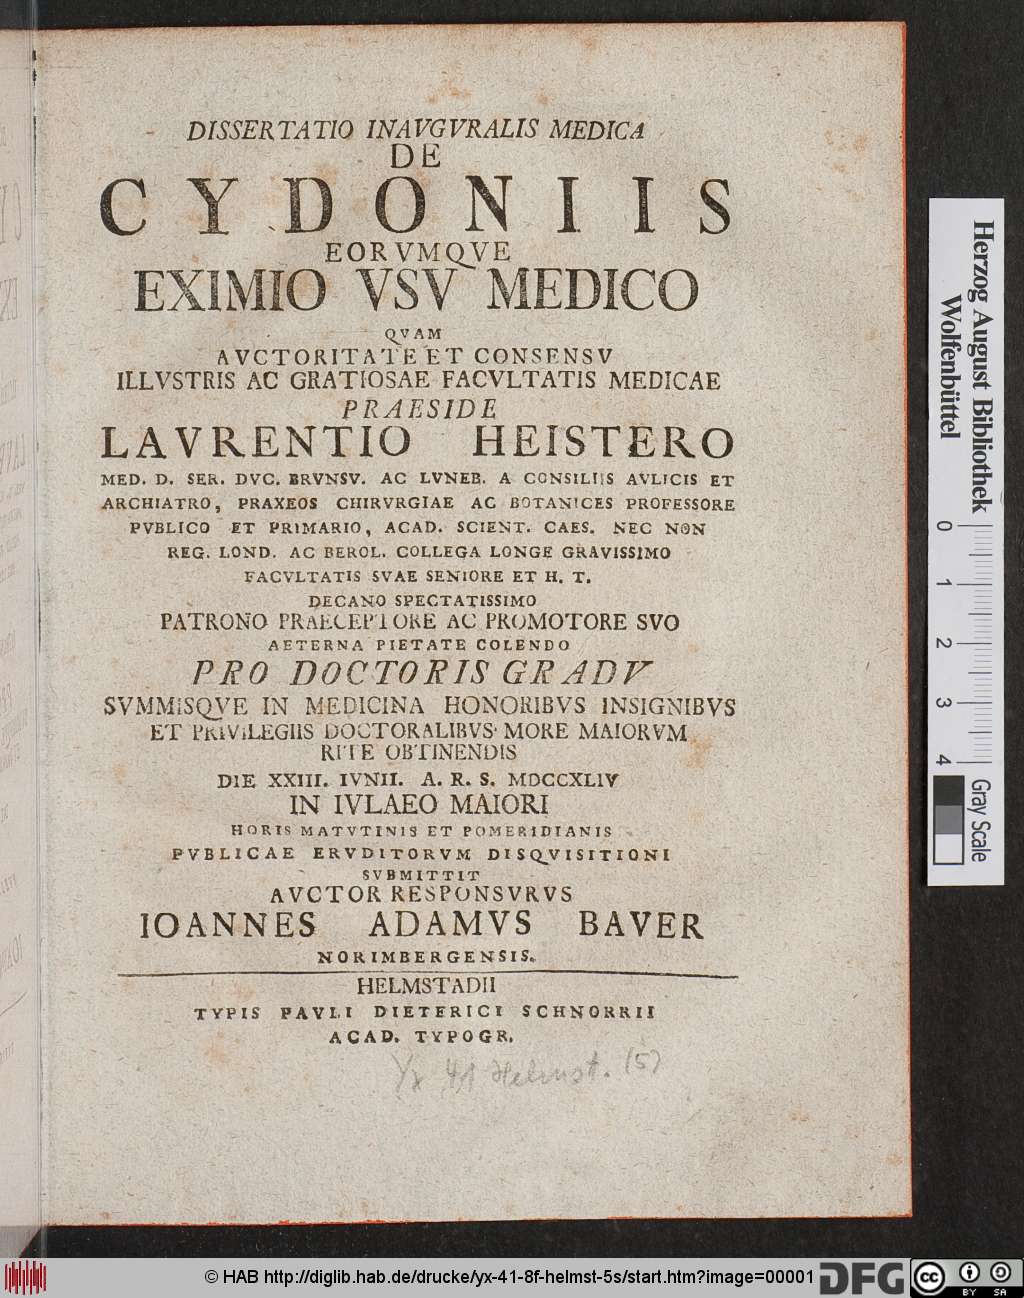 DISSERTATIO INAVGVRALIS MEDICA
DE
CYDONIIS
EORVMQVE
EXIMIO VSV MEDICO
QVAM
AVCTORITATE ET CONSENSV
ILLVSTRIS AC GRATIOSAE FACVLTATIS MEDICAE
PRAESIDE
LAVRENTIO HEISTERO
MED. D. SER. DVC. BRVNSV. AC LVNEB. A CONSILIIS AVLICIS ET
ARCHIATRO, PRAXEOS CHIRVRGIAE AC BOTANICES PROFESSORE
PVBLICO ET PRIMARIO, ACAD. SCIENT. CAES. NEC NON
REG. LOND. AC BEROL. COLLEGA LONGE GRAVISSIMO
FACVLTATIS SVAE SENIORE ET H. T.
DECANO SPECTATISSIMO
PATRONO PRAECEPTORE AC PROMOTORE SVO
AETERNA PIETATE COLENDO
PRO DOCTORIS GRADV
SVMMISQVE IN MEDICINA HONORIBVS INSIGNIBVS
ET PRIVILEGIIS DOCTORALIBVS MORE MAIORVM
RITE OBTINENDIS
DIE XXIII. IVNII. A. R. S. MDCCXLIV
IN IVLAEO MAIORI
HORIS MATVTINIS ET POMERIDIANIS
PVBLICAE ERVDITORVM DISQVISITIONI
SVBMITTIT
AVCTOR RESPONSVRVS
IOANNES ADAMVS BAVER
NORIMBERGENSIS.
HELMSTADII
TYPIS PAVLI DIETERICI SCHNORRII
ACAD. TYPOGR.
Yx 41 Helmst. (5)
Herzog August Bibliothek
Wolfenbüttel
0 1 2 3 4
Gray Scale
© HAB http://diglib.hab.de/drucke/yx-41-8f-helmst-5s/start.htm?image=00001
DFG
cc BY SA